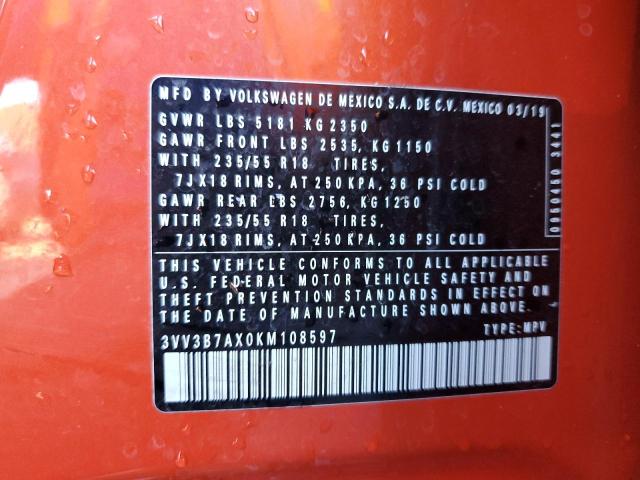 MFD BY VOLKSWAGEN DE MEXICO S.A. DE C.V. MEXICO 03/19
GVWR LBS 5181 KG 2350
GAWR FRONT LBS 2535, KG 1150
WITH 235/55 R18 TIRES,
7JX18 RIMS, AT 250 KPA, 36 PSI COLD
GAWR REAR LBS 2756, KG 1250
WITH 235/55 R18 TIRES,
7JX18 RIMS, AT 250 KPA, 36 PSI COLD
THIS VEHICLE CONFORMS TO ALL APPLICABLE
U.S. FEDERAL MOTOR VEHICLE SAFETY AND
THEFT PREVENTION STANDARDS IN EFFECT ON
THE DATE OF MANUFACTURE SHOWN ABOVE.
3VV3B7AX0KM108597 TYPE: MPV